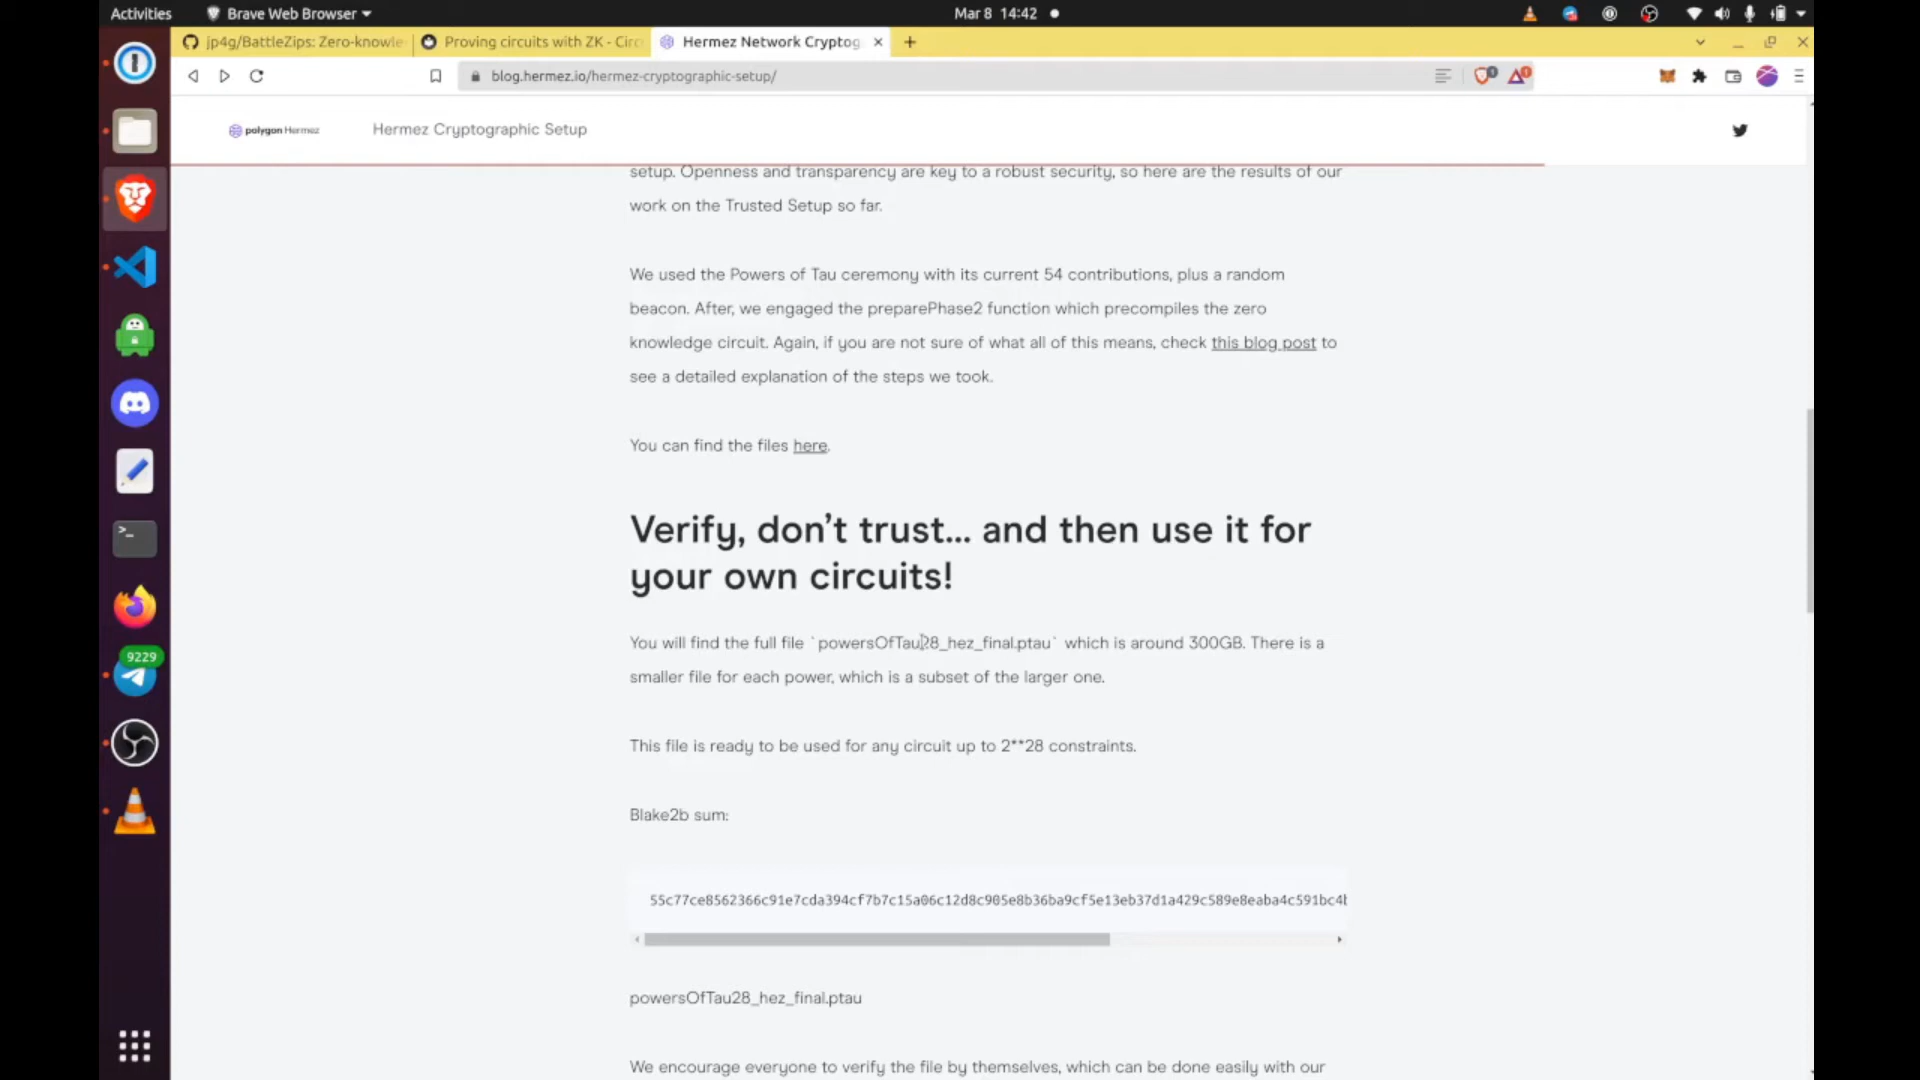 Activities
Brave Web Browser
Mar 8 14:42
jp4g/BattleZips: Zero-knowle
Proving circuits with ZK - Circ
Hermez Network Cryptog
blog.hermez.io/hermez-cryptographic-setup/
polygon Hermez
Hermez Cryptographic Setup
setup. Openness and transparency are key to a robust security, so here are the results of our
work on the Trusted Setup so far.
We used the Powers of Tau ceremony with its current 54 contributions, plus a random
beacon. After, we engaged the preparePhase2 function which precompiles the zero
knowledge circuit. Again, if you are not sure of what all of this means, check this blog post to
see a detailed explanation of the steps we took.
You can find the files here.
Verify, don't trust... and then use it for
your own circuits!
You will find the full file `powersOfTau28_hez_final.ptau` which is around 300GB. There is a
smaller file for each power, which is a subset of the larger one.
This file is ready to be used for any circuit up to 2**28 constraints.
Blake2b sum:
55c77ce8562366c91e7cda394cf7b7c15a06c12d8c905e8b36ba9cf5e13eb37d1a429c589e8eaba4c591bc4b
powersOfTau28_hez_final.ptau
We encourage everyone to verify the file by themselves, which can be done easily with our
9229